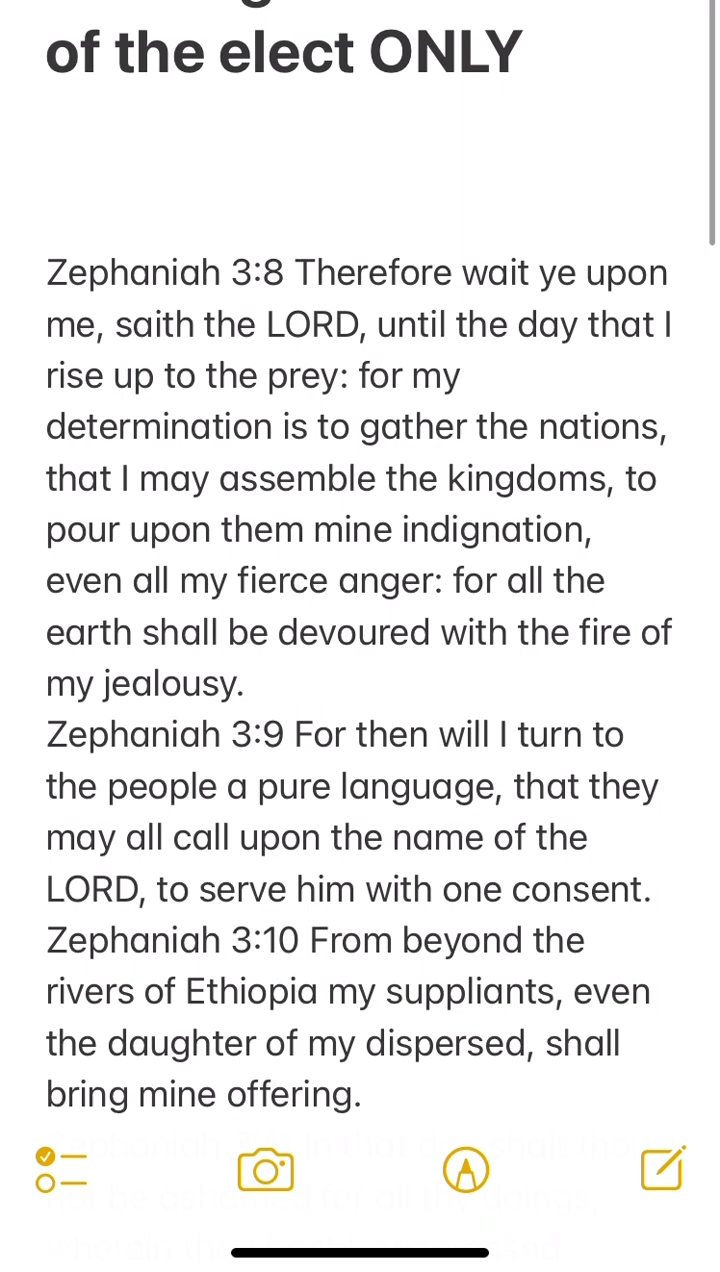 of the elect ONLY
Zephaniah 3:8 Therefore wait ye upon
me, saith the LORD, until the day that I
rise up to the prey: for my
determination is to gather the nations,
that I may assemble the kingdoms, to
pour upon them mine indignation,
even all my fierce anger: for all the
earth shall be devoured with the fire of
my jealousy.
Zephaniah 3:9 For then will I turn to
the people a pure language, that they
may all call upon the name of the
LORD, to serve him with one consent.
Zephaniah 3:10 From beyond the
rivers of Ethiopia my suppliants, even
the daughter of my dispersed, shall
bring mine offering.